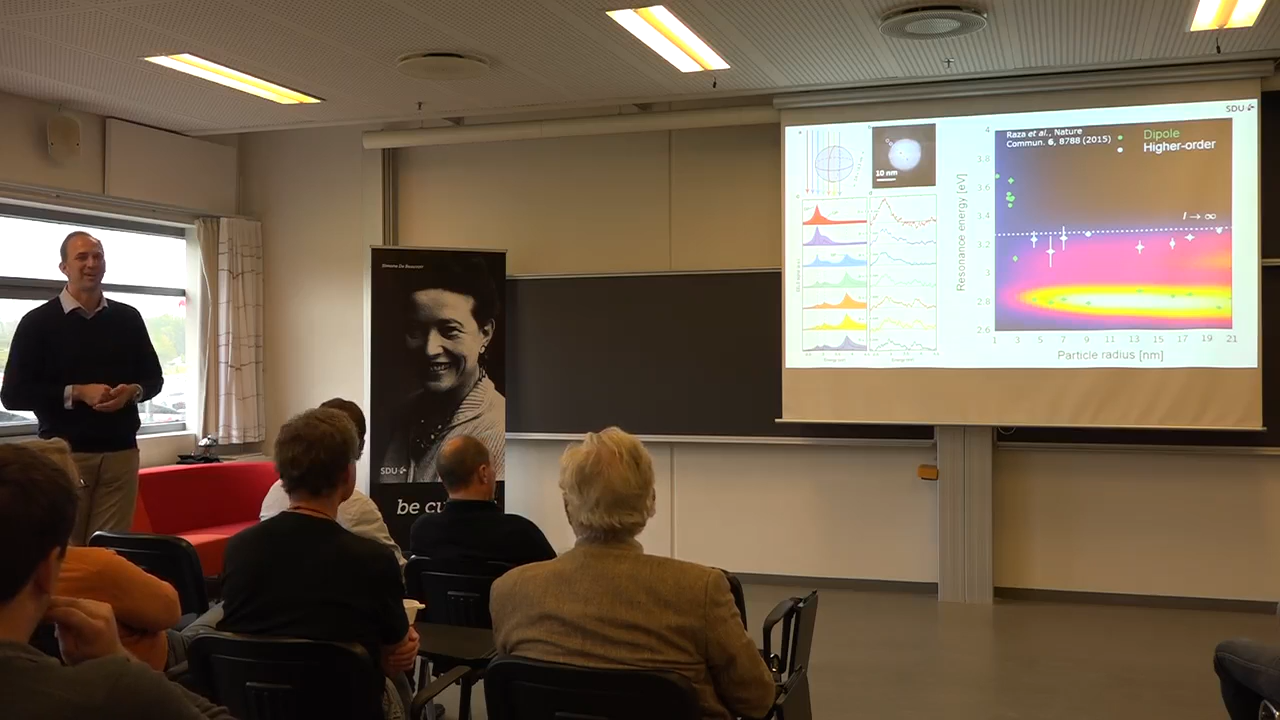 SDU
Raza et al., Nature
Commun. 6, 8788 (2015)
Dipole
Higher-order
10 nm
l → ∞
Resonance energy [eV]
4
3.8
3.6
3.4
3.2
3
2.8
2.6
1 3 5 7 9 11 13 15 17 19 21
Particle radius [nm]
Simone De Beauvoir
SDU
be cu